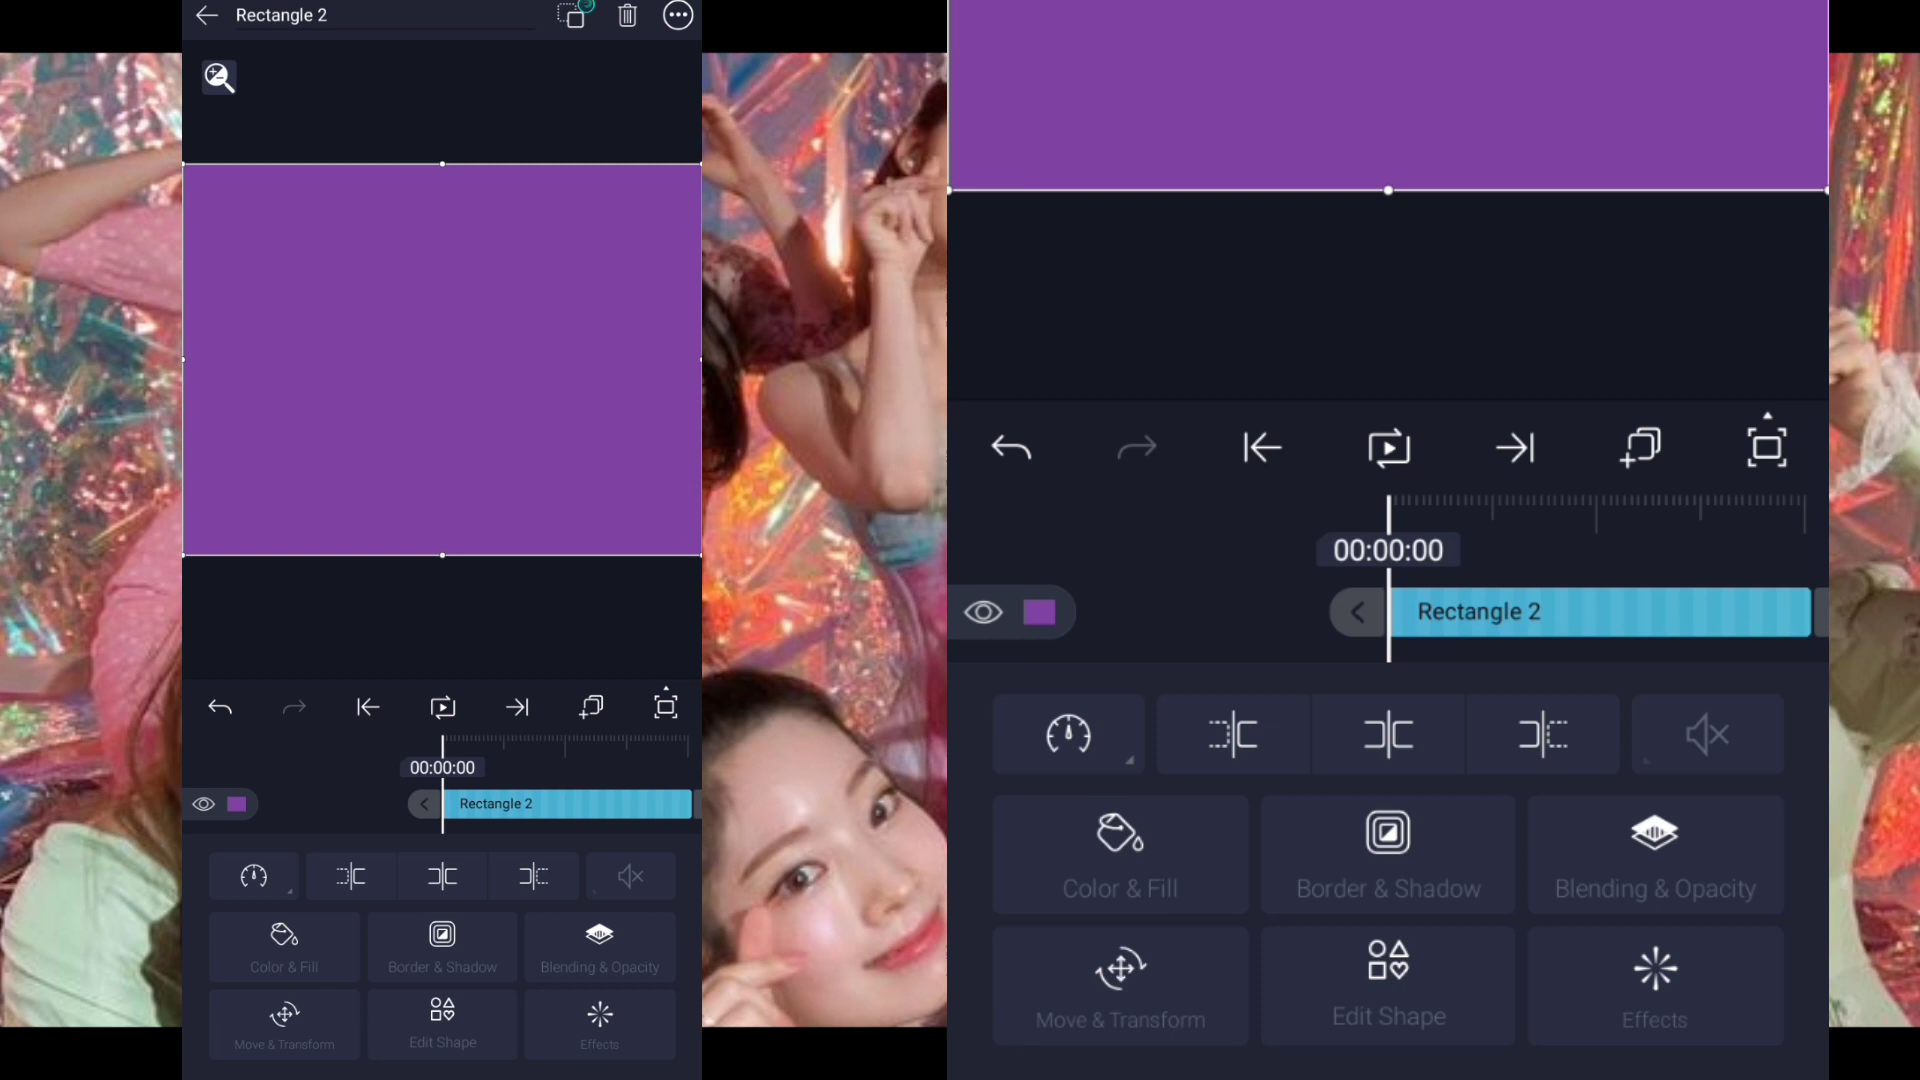 Rectangle 2
00:00:00
Rectangle 2
Color & Fill
Border & Shadow
Blending & Opacity
Move & Transform
Edit Shape
Effects
00:00:00
Rectangle 2
Color & Fill
Border & Shadow
Blending & Opacity
Move & Transform
Edit Shape
Effects